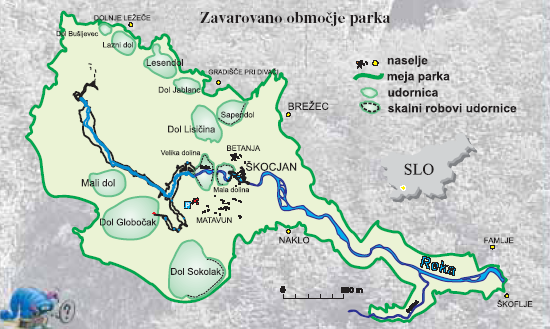 Zavarovano območje parka
DOLNJE LEŽEČE
Dol Bušljevec
Lazni dol
Lesendol
GRADIŠČE PRI DIVAČI
Dol Jablanc
Sapendol
Dol Lisičina
BREŽEC
naselje
meja parka
udornica
skalni robovi udornice
BETANJA
Velika dolina
ŠKOCJAN
SLO
Mali dol
Mala dolina
Dol Globočak
MATAVUN
NAKLO
FAMLJE
Reka
Dol Sokolak
ŠKOFLJE